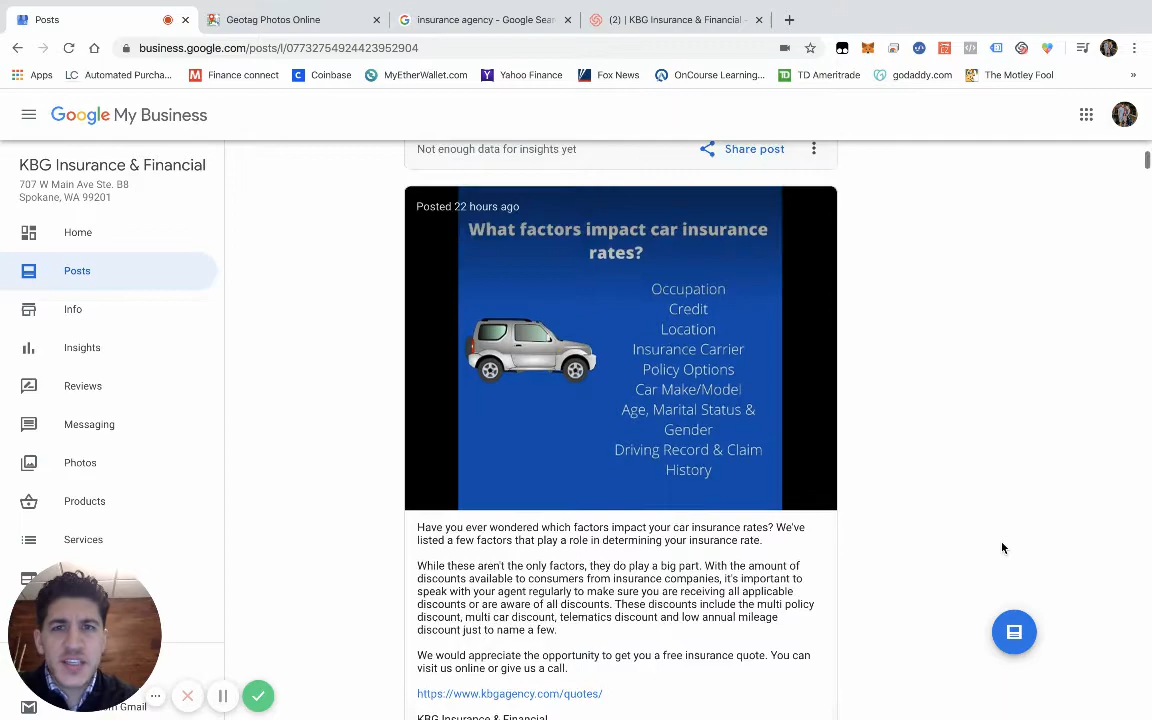 Posts
Geotag Photos Online
insurance agency - Google Sear
(2) | KBG Insurance & Financial -
business.google.com/posts/l/07732754924423952904
Apps
LC Automated Purcha...
Finance connect
Coinbase
MyEtherWallet.com
Yahoo Finance
Fox News
OnCourse Learning...
TD Ameritrade
godaddy.com
The Motley Fool
»
Google My Business
KBG Insurance & Financial
707 W Main Ave Ste. B8
Spokane, WA 99201
Home
Posts
Info
Insights
Reviews
Messaging
Photos
Products
Services
Not enough data for insights yet
Share post
Posted 22 hours ago
What factors impact car insurance
rates?
Occupation
Credit
Location
Insurance Carrier
Policy Options
Car Make/Model
Age, Marital Status &
Gender
Driving Record & Claim
History
Have you ever wondered which factors impact your car insurance rates? We've
listed a few factors that play a role in determining your insurance rate.
While these aren't the only factors, they do play a big part. With the amount of
discounts available to consumers from insurance companies, it's important to
speak with your agent regularly to make sure you are receiving all applicable
discounts or are aware of all discounts. These discounts include the multi policy
discount, multi car discount, telematics discount and low annual mileage
discount just to name a few.
We would appreciate the opportunity to get you a free insurance quote. You can
visit us online or give us a call.
https://www.kbgagency.com/quotes/
KBG Insurance & Financial
Gmail